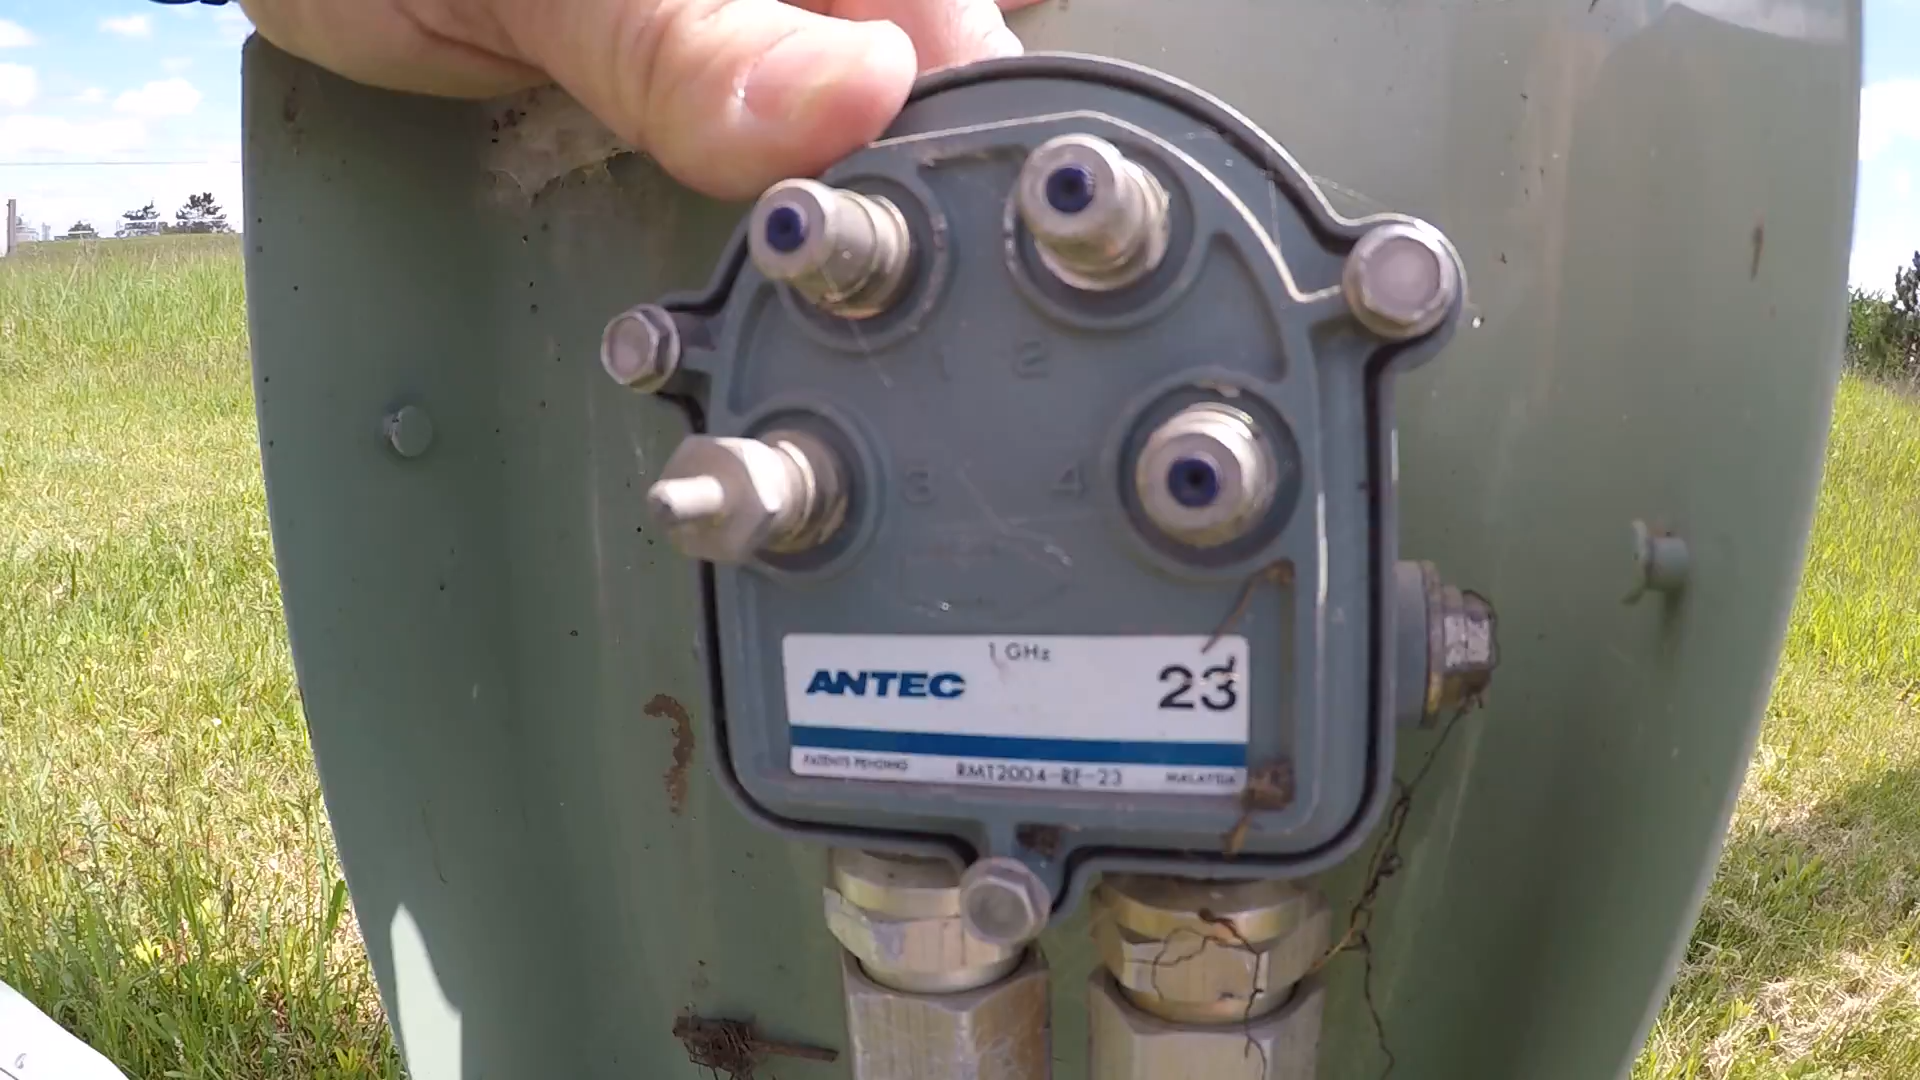 1 2
3 4
1 GHz
ANTEC 23
PATENTS PENDING RMT2004-RF-23 MALAYSIA